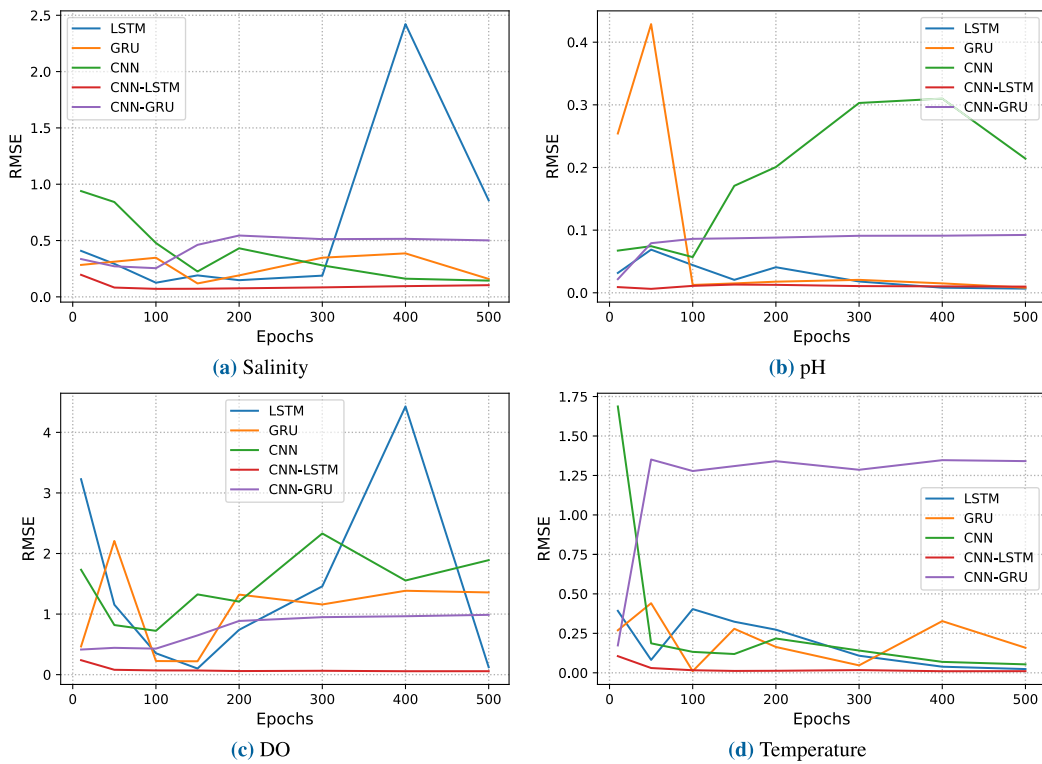 2.5
2.0
1.5
1.0
0.5
0.0
RMSE
LSTM
GRU
CNN
CNN-LSTM
CNN-GRU
0 100 200 300 400 500
Epochs
(a) Salinity
0.4
0.3
0.2
0.1
0.0
RMSE
LSTM
GRU
CNN
CNN-LSTM
CNN-GRU
0 100 200 300 400 500
Epochs
(b) pH
4
3
2
1
0
RMSE
LSTM
GRU
CNN
CNN-LSTM
CNN-GRU
0 100 200 300 400 500
Epochs
(c) DO
1.75
1.50
1.25
1.00
0.75
0.50
0.25
0.00
RMSE
LSTM
GRU
CNN
CNN-LSTM
CNN-GRU
0 100 200 300 400 500
Epochs
(d) Temperature